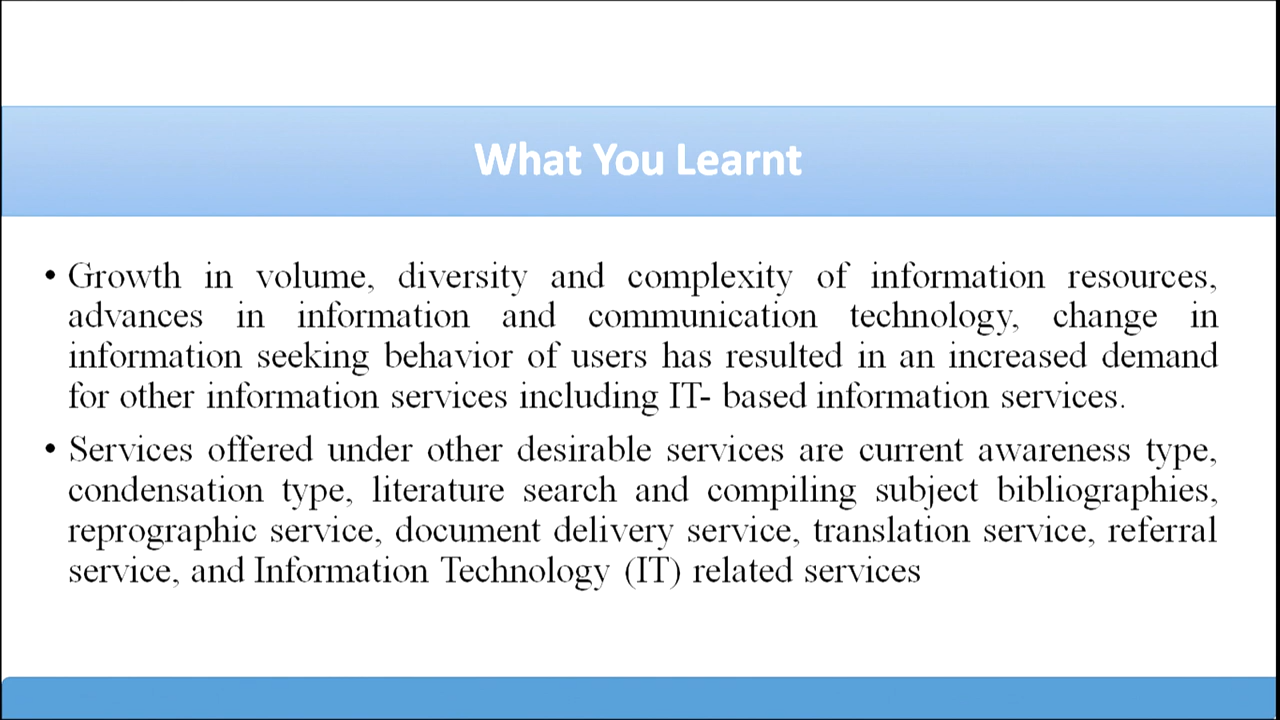 What You Learnt
• Growth in volume, diversity and complexity of information resources,
advances in information and communication technology, change in
information seeking behavior of users has resulted in an increased demand
for other information services including IT- based information services.
• Services offered under other desirable services are current awareness type,
condensation type, literature search and compiling subject bibliographies,
reprographic service, document delivery service, translation service, referral
service, and Information Technology (IT) related services